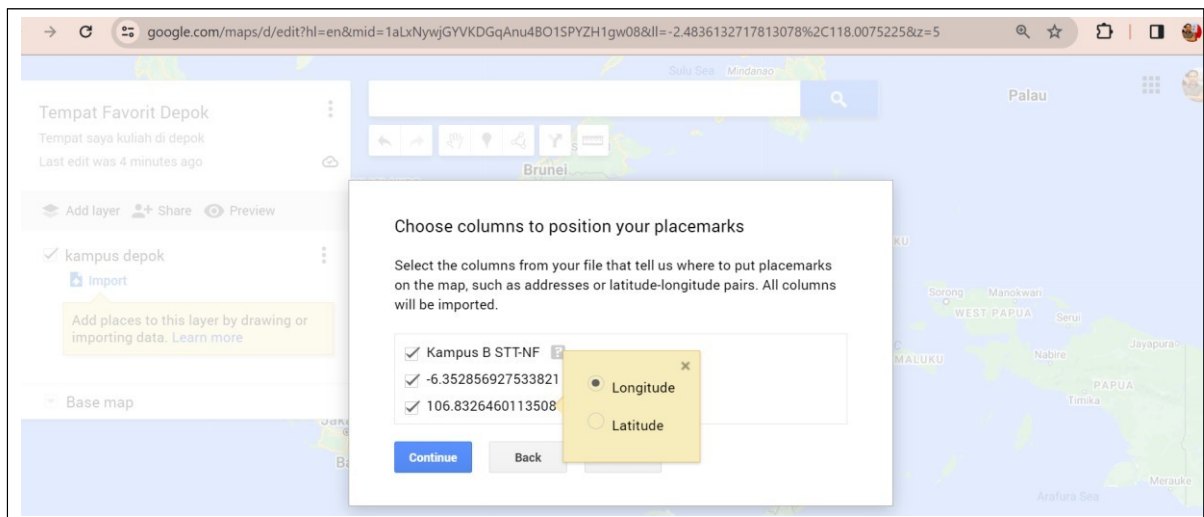 google.com/maps/d/edit?hl=en&mid=1aLxNywjGYVKDGqAnu4BO1SPYZH1gw08&ll=-2.4836132717813078%2C118.0075225&z=5
Sulu Sea Mindanao
Palau
Tempat Favorit Depok
Tempat saya kuliah di depok
Last edit was 4 minutes ago
Brunei
Add layer Share Preview
kampus depok
Import
Add places to this layer by drawing or
importing data. Learn more
Base map
Choose columns to position your placemarks
Select the columns from your file that tell us where to put placemarks
on the map, such as addresses or latitude-longitude pairs. All columns
will be imported.
Kampus B STT-NF ?
-6.352856927533821
106.8326460113508
Longitude
Latitude
Continue
Back
Sorong Manokwari
WEST PAPUA Serui
Nabire
Jayapura
MALUKU
PAPUA
Timika
Merauke
Arafura Sea